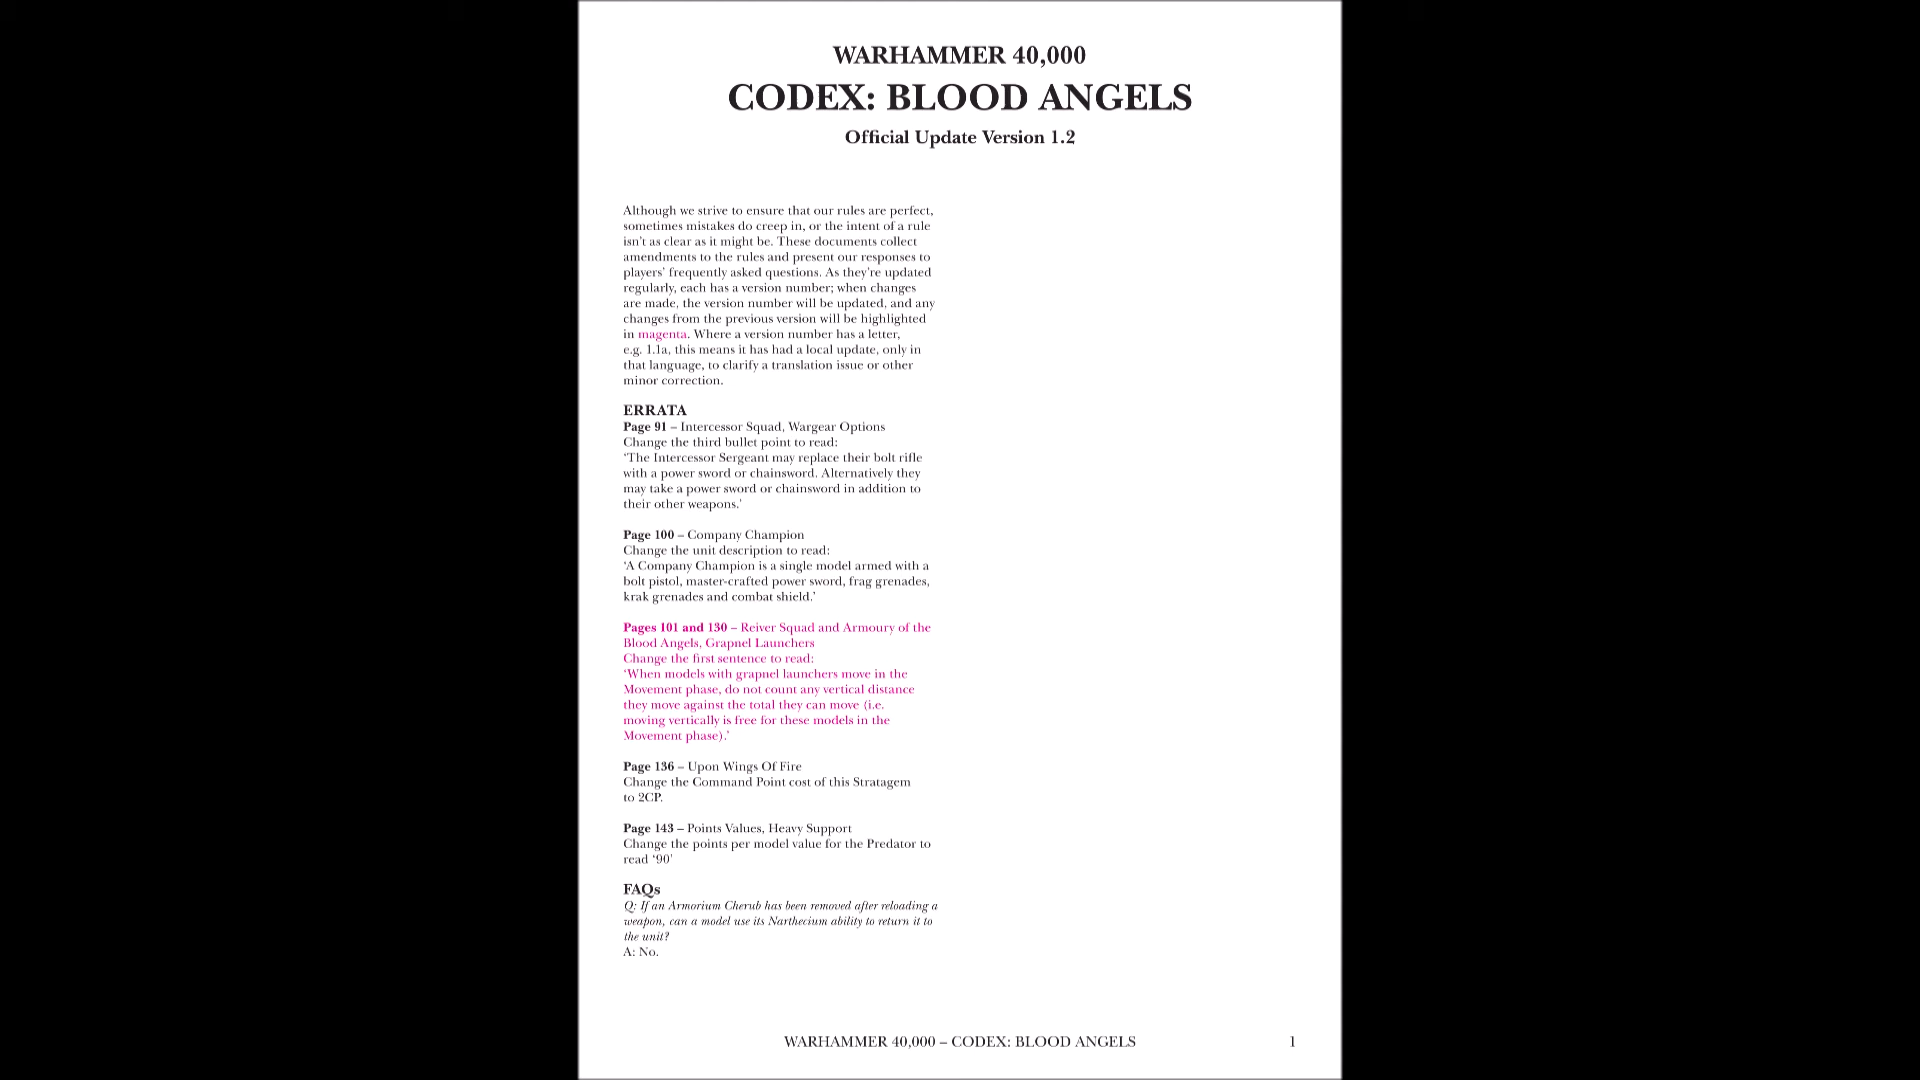 WARHAMMER 40,000
CODEX: BLOOD ANGELS
Official Update Version 1.2
Although we strive to ensure that our rules are perfect,
sometimes mistakes do creep in, or the intent of a rule
isn’t as clear as it might be. These documents collect
amendments to the rules and present our responses to
players’ frequently asked questions. As they’re updated
regularly, each has a version number; when changes
are made, the version number will be updated, and any
changes from the previous version will be highlighted
in magenta. Where a version number has a letter,
e.g. 1.1a, this means it has had a local update, only in
that language, to clarify a translation issue or other
minor correction.
ERRATA
Page 91 – Intercessor Squad, Wargear Options
Change the third bullet point to read:
‘The Intercessor Sergeant may replace their bolt rifle
with a power sword or chainsword. Alternatively they
may take a power sword or chainsword in addition to
their other weapons.’
Page 100 – Company Champion
Change the unit description to read:
‘A Company Champion is a single model armed with a
bolt pistol, master-crafted power sword, frag grenades,
krak grenades and combat shield.’
Pages 101 and 130 – Reiver Squad and Armoury of the
Blood Angels, Grapnel Launchers
Change the first sentence to read:
‘When models with grapnel launchers move in the
Movement phase, do not count any vertical distance
they move against the total they can move (i.e.
moving vertically is free for these models in the
Movement phase).’
Page 136 – Upon Wings Of Fire
Change the Command Point cost of this Stratagem
to 2CP.
Page 143 – Points Values, Heavy Support
Change the points per model value for the Predator to
read ‘90’
FAQs
Q: If an Armorium Cherub has been removed after reloading a
weapon, can a model use its Narthecium ability to return it to
the unit?
A: No.
WARHAMMER 40,000 – CODEX: BLOOD ANGELS
1